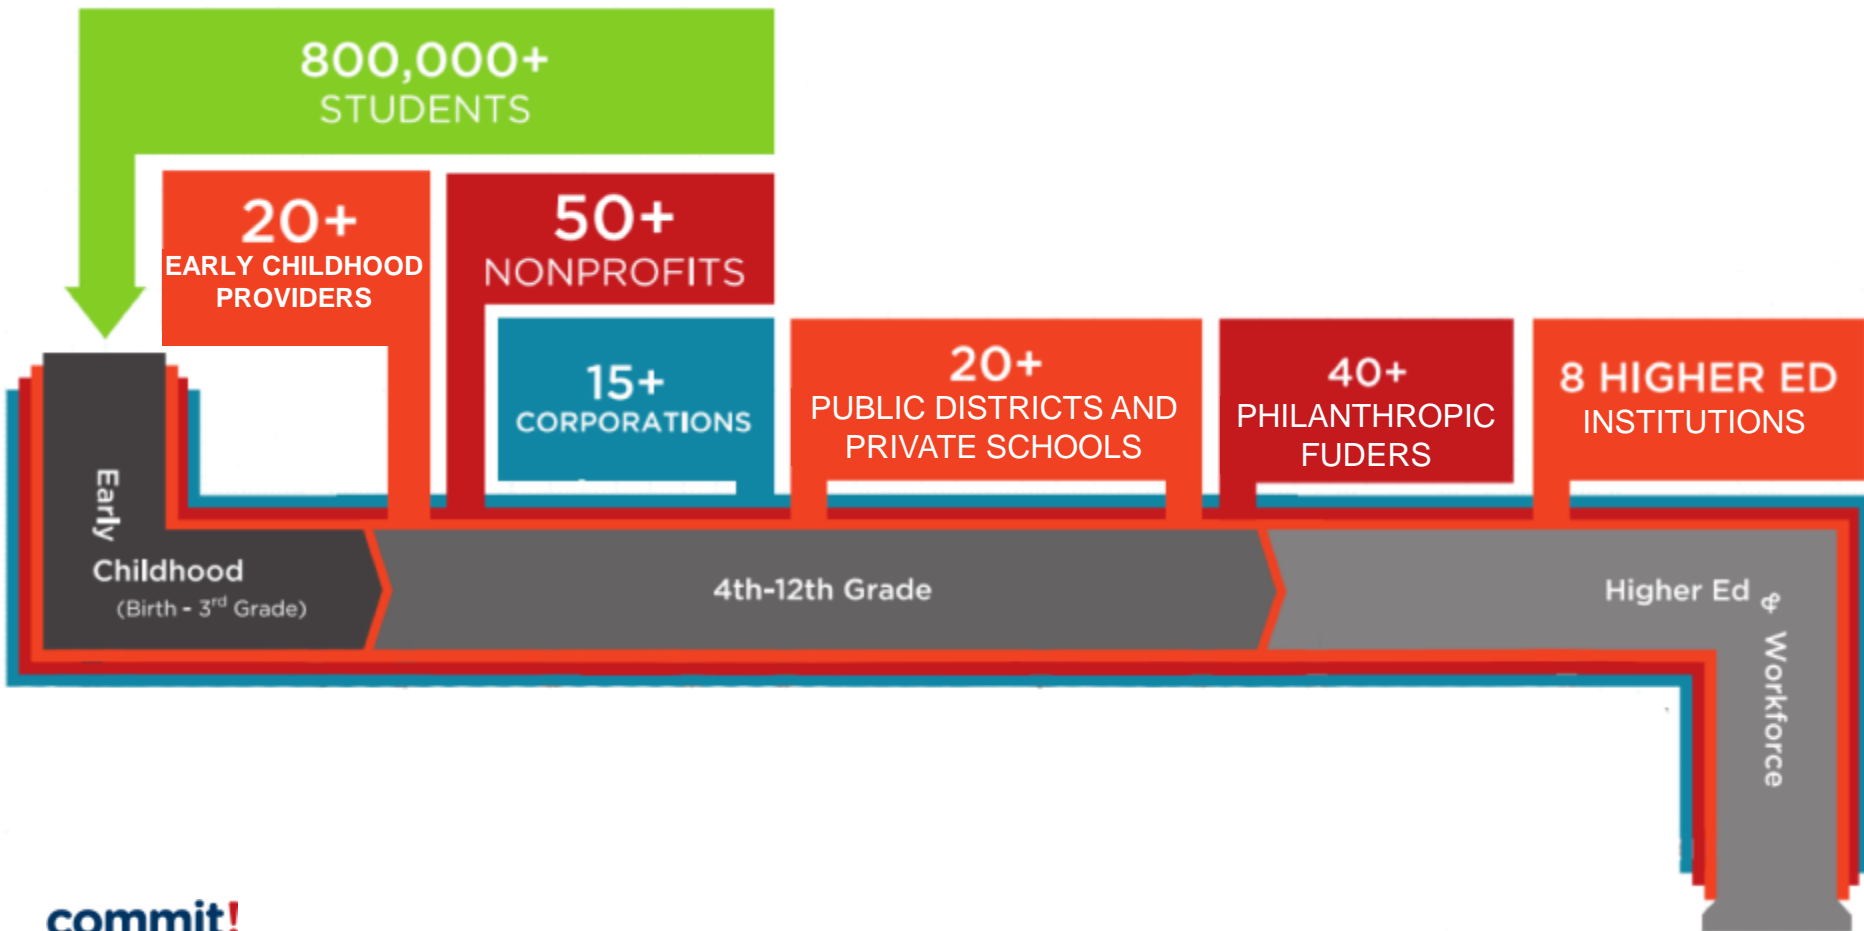 800,000+
STUDENTS
20+
EARLY CHILDHOOD
PROVIDERS
50+
NONPROFITS
15+
CORPORATIONS
20+
PUBLIC DISTRICTS AND
PRIVATE SCHOOLS
40+
PHILANTHROPIC
FUDERS
8 HIGHER ED
INSTITUTIONS
Early
Childhood
(Birth - 3rd Grade)
4th-12th Grade
Higher Ed
& Workforce
commit!